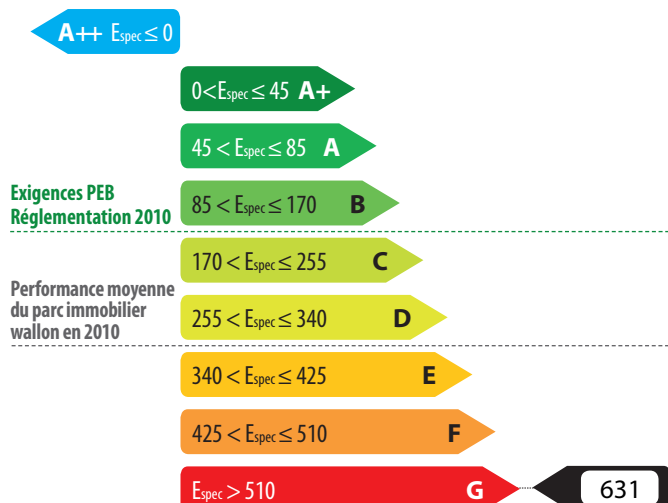 A++ Espec ≤ 0
0<Espec ≤ 45 A+
45 < Espec ≤ 85 A
Exigences PEB
Réglementation 2010
85 < Espec ≤ 170 B
170 < Espec ≤ 255 C
Performance moyenne
du parc immobilier
wallon en 2010
255 < Espec ≤ 340 D
340 < Espec ≤ 425 E
425 < Espec ≤ 510 F
Espec > 510 G 631